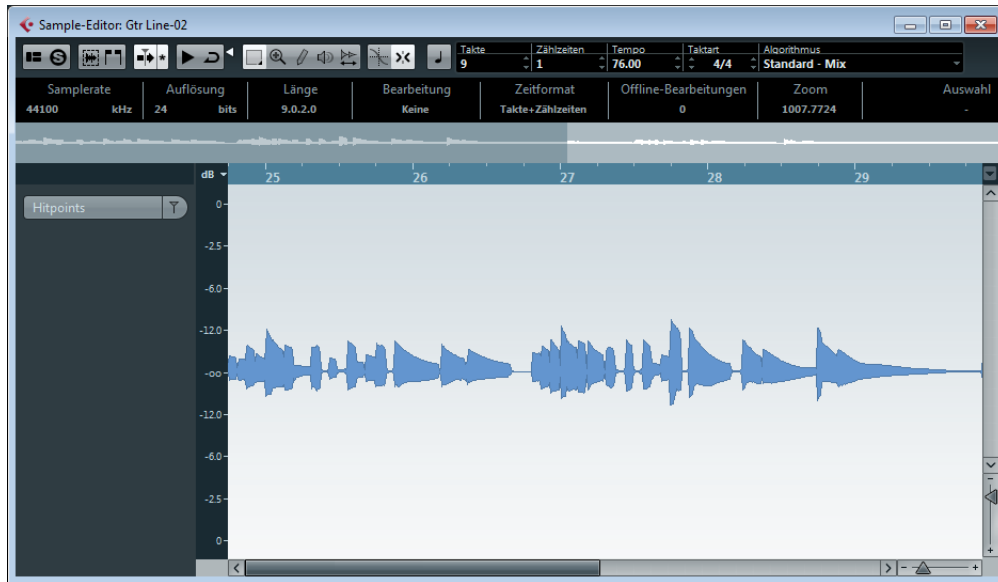 Sample-Editor: Gtr Line-02
Takte Zählzeiten Tempo Taktart Algorithmus
9 1 76.00 4/4 Standard - Mix
Samplerate Auflösung Länge Bearbeitung Zeitformat Offline-Bearbeitungen Zoom Auswahl
44100 kHz 24 bits 9.0.2.0 Keine Takte+Zählzeiten 0 1007.7724 -
dB 25 26 27 28 29
Hitpoints
0
-2.5
-6.0
-12.0
-oo
-12.0
-6.0
-2.5
0